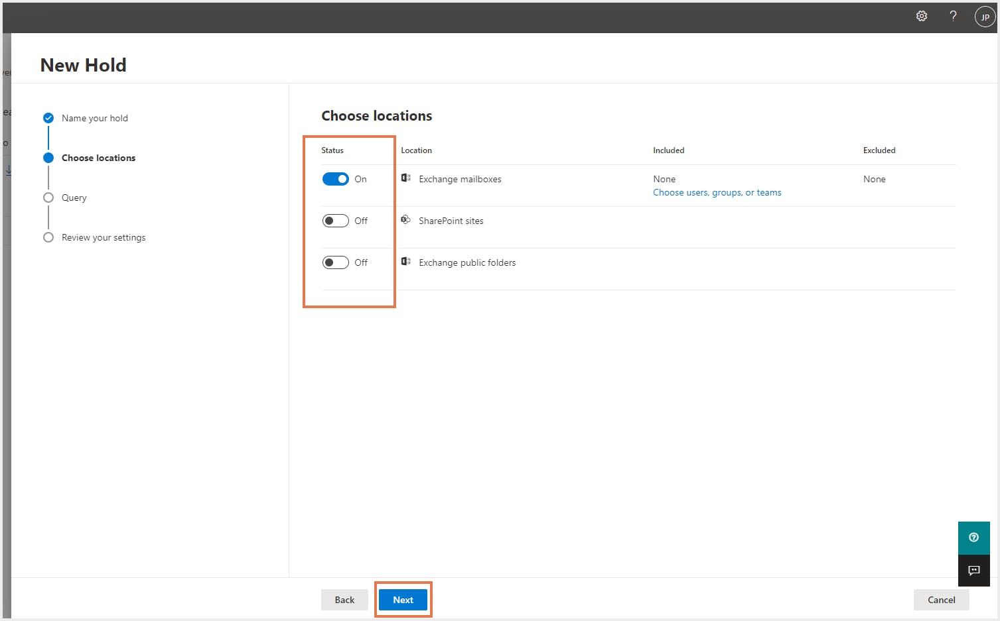 JP
New Hold
Name your hold
Choose locations
Query
Review your settings
Choose locations
Status Location Included Excluded
On Exchange mailboxes None None
Choose users, groups, or teams
Off SharePoint sites
Off Exchange public folders
Back Next Cancel